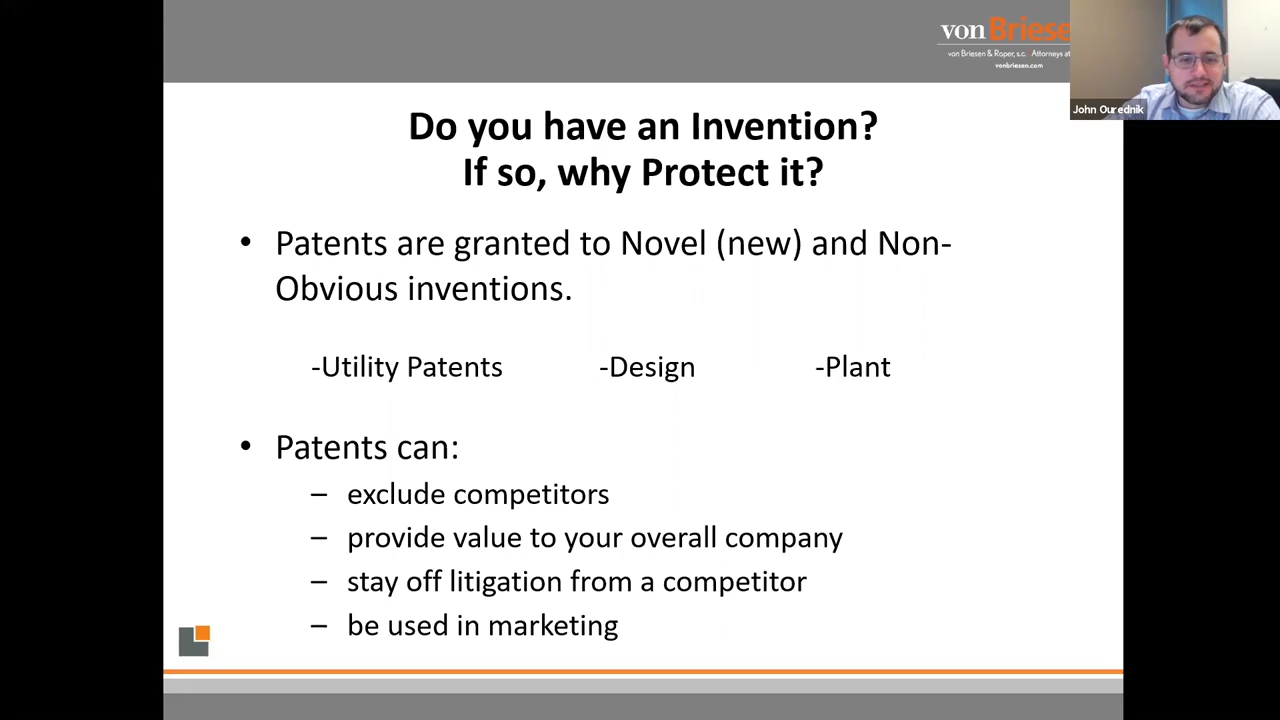 von Briese
von Briesen & Roper, s.c. Attorneys at
vonbriesen.com
John Ourednik
Do you have an Invention?
If so, why Protect it?
• Patents are granted to Novel (new) and Non-
Obvious inventions.
-Utility Patents -Design -Plant
• Patents can:
– exclude competitors
– provide value to your overall company
– stay off litigation from a competitor
– be used in marketing